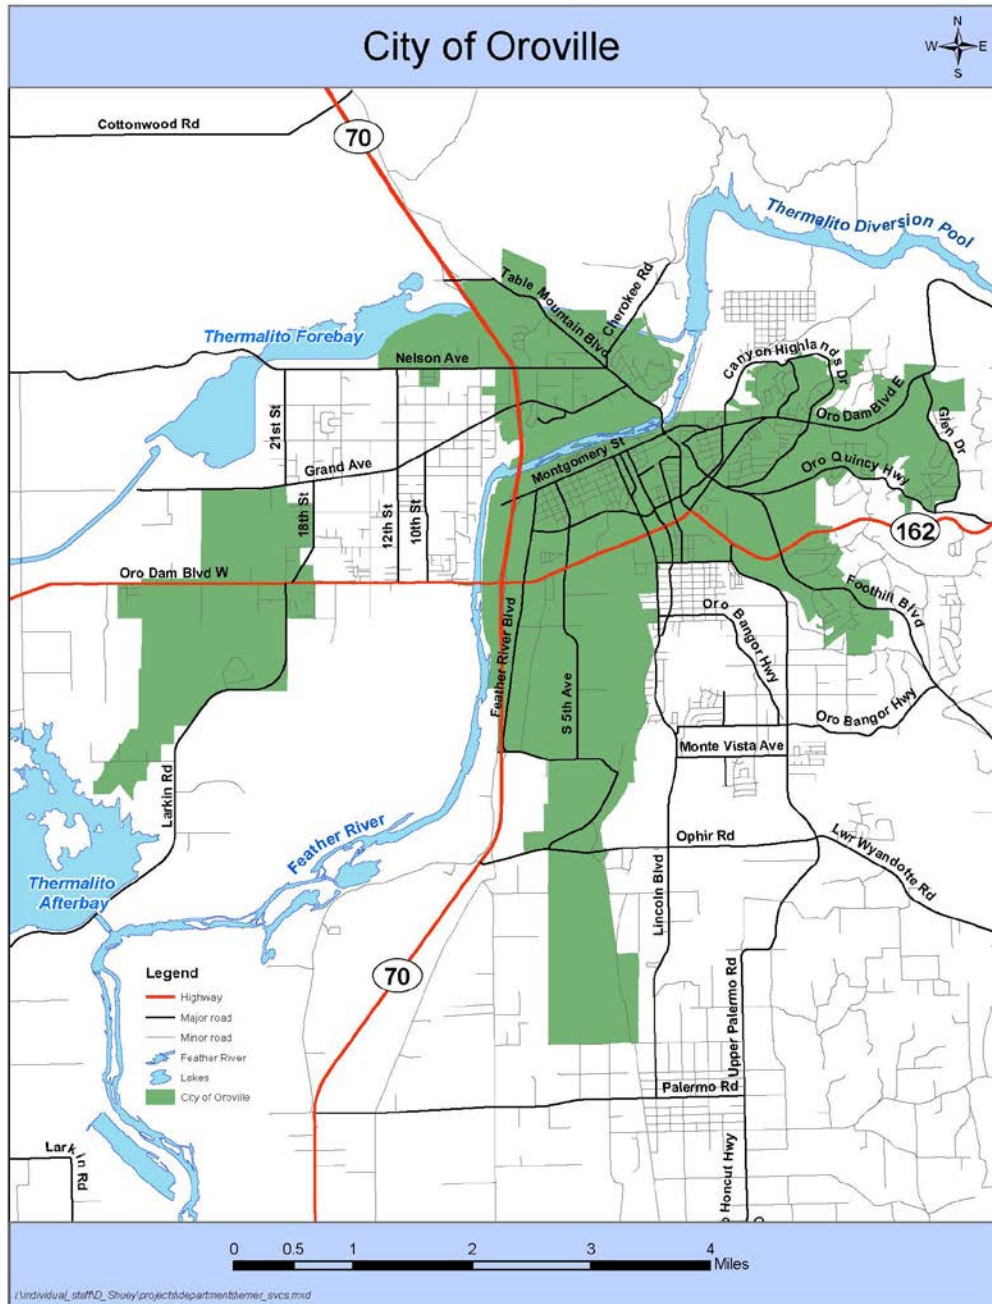 City of Oroville
N
W E
S
Cottonwood Rd
70
Thermalito Diversion Pool
Table Mountain Blvd
Cherokee Rd
Thermalito Forebay
Nelson Ave
Canyon Highlands Dr
Oro Dam Blvd E
Glen Dr
21st St
Montgomery St
Grand Ave
Oro Quincy Hwy
18th St
12th St
10th St
162
Oro Dam Blvd W
Foothill Blvd
Feather River Blvd
Oro Bangor Hwy
S 5th Ave
Oro Bangor Hwy
Monte Vista Ave
Larkin Rd
Feather River
Ophir Rd
Lwr Wyandotte Rd
Thermalito
Afterbay
Lincoln Blvd
70
Upper Palermo Rd
Legend
Highway
Major road
Minor road
Feather River
Lakes
City of Oroville
Palermo Rd
Larkin Rd
o Honcut Hwy
0 0.5 1 2 3 4
Miles